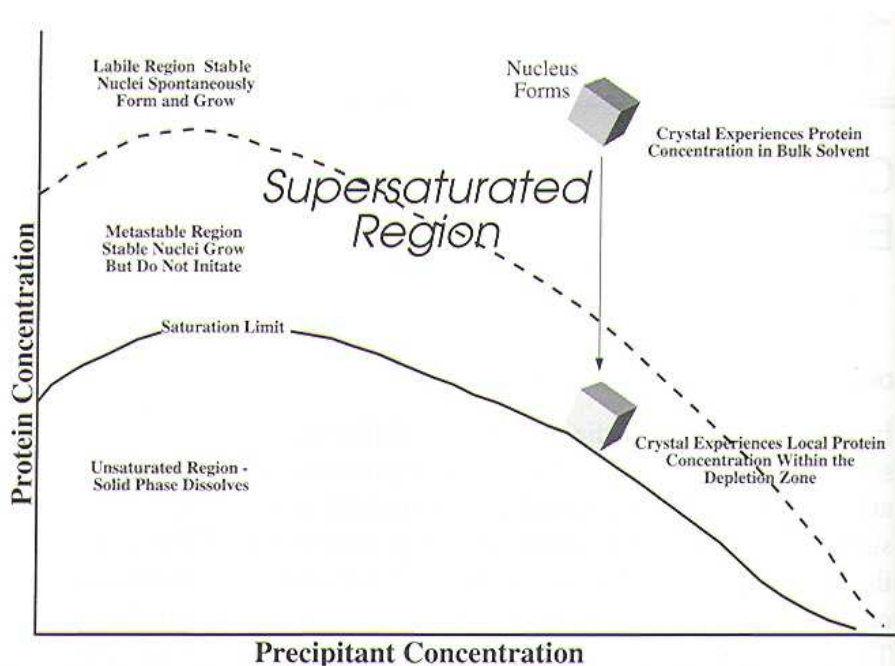 Labile Region Stable
Nuclei Spontaneously
Form and Grow
Nucleus
Forms
Crystal Experiences Protein
Concentration in Bulk Solvent
Supersaturated
Region
Metastable Region
Stable Nuclei Grow
But Do Not Initate
Saturation Limit
Protein Concentration
Crystal Experiences Local Protein
Concentration Within the
Depletion Zone
Unsaturated Region -
Solid Phase Dissolves
Precipitant Concentration